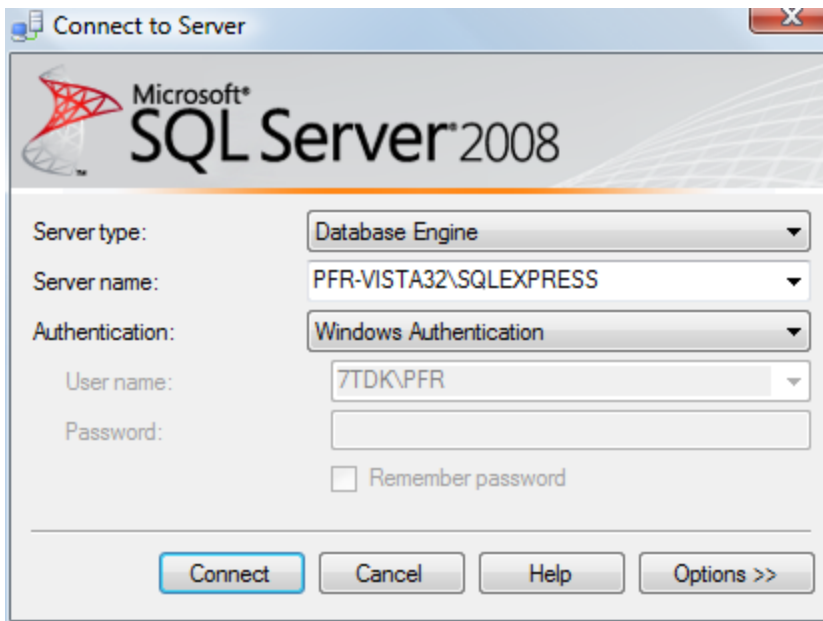 Connect to Server
X
Microsoft®
SQL Server® 2008
™
Server type: Database Engine
Server name: PFR-VISTA32\SQLEXPRESS
Authentication: Windows Authentication
User name: 7TDK\PFR
Password:
Remember password
Connect Cancel Help Options >>